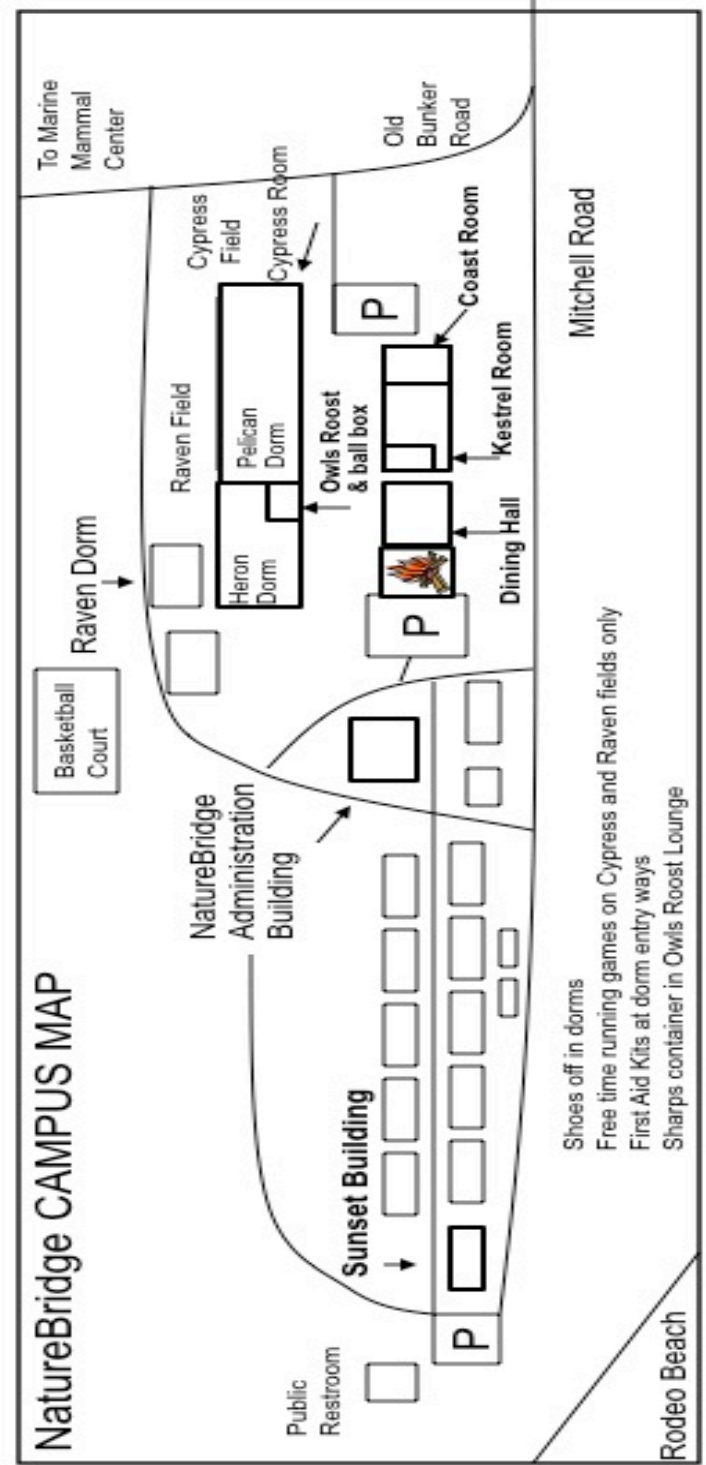 NatureBridge CAMPUS MAP
To Marine
Mammal
Center
Basketball
Court
Raven Dorm
Raven Field
Cypress
Field
Cypress Room
Heron
Dorm
Pelican
Dorm
Owls Roost
& ball box
Old
Bunker
Road
NatureBridge
Administration
Building
P
P
Coast Room
Kestrel Room
Dining Hall
Public
Restroom
Sunset Building
P
Mitchell Road
Rodeo Beach
Shoes off in dorms
Free time running games on Cypress and Raven fields only
First Aid Kits at dorm entry ways
Sharps container in Owls Roost Lounge